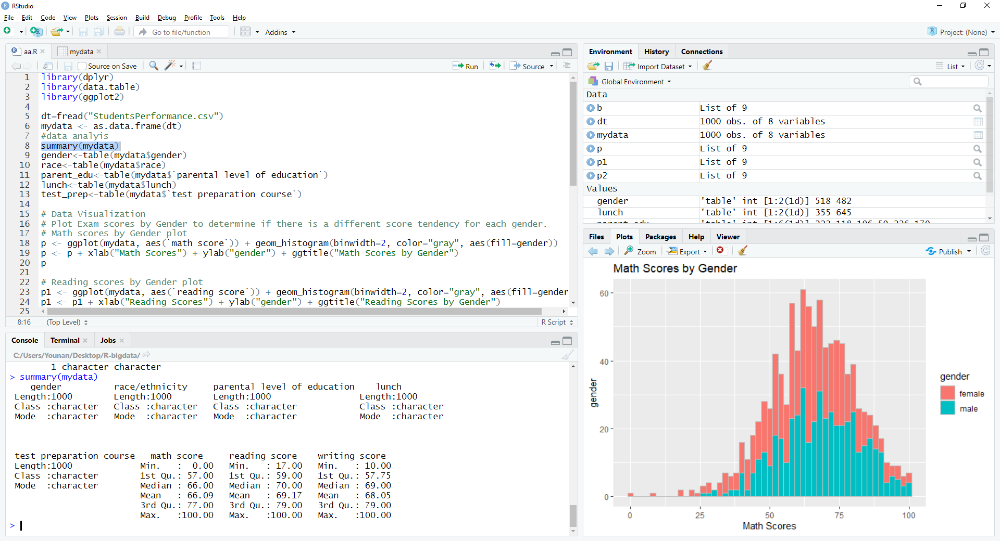 RStudio
File Edit Code View Plots Session Build Debug Profile Tools Help
Go to file/function Addins Project: (None)
aa.R mydata
Source on Save Run Source
1 library(dplyr)
2 library(data.table)
3 library(ggplot2)
4
5 dt=fread("StudentsPerformance.csv")
6 mydata <- as.data.frame(dt)
7 #data analyis
8 summary(mydata)
9 gender<-table(mydata$gender)
10 race<-table(mydata$race)
11 parent_edu<-table(mydata$`parental level of education`)
12 lunch<-table(mydata$lunch)
13 test_prep<-table(mydata$`test preparation course`)
14
15 # Data Visualization
16 # Plot Exam scores by Gender to determine if there is a different score tendency for each gender.
17 # Math scores by Gender plot
18 p <- ggplot(mydata, aes(`math score`)) + geom_histogram(binwidth=2, color="gray", aes(fill=gender))
19 p <- p + xlab("Math Scores") + ylab("gender") + ggtitle("Math Scores by Gender")
20 p
21
22 # Reading scores by Gender plot
23 p1 <- ggplot(mydata, aes(`reading score`)) + geom_histogram(binwidth=2, color="gray", aes(fill=gender
24 p1 <- p1 + xlab("Reading Scores") + ylab("gender") + ggtitle("Reading Scores by Gender")
25
8:16 (Top Level) R Script
Console Terminal Jobs
C:/Users/Younan/Desktop/R-bigdata/
1 character character
> summary(mydata)
gender race/ethnicity parental level of education lunch
Length:1000 Length:1000 Length:1000 Length:1000
Class :character Class :character Class :character Class :character
Mode :character Mode :character Mode :character Mode :character
test preparation course math score reading score writing score
Length:1000 Min. : 0.00 Min. : 17.00 Min. : 10.00
Class :character 1st Qu.: 57.00 1st Qu.: 59.00 1st Qu.: 57.75
Mode :character Median : 66.00 Median : 70.00 Median : 69.00
Mean : 66.09 Mean : 69.17 Mean : 68.05
3rd Qu.: 77.00 3rd Qu.: 79.00 3rd Qu.: 79.00
Max. :100.00 Max. :100.00 Max. :100.00
>
Environment History Connections
Import Dataset List
Global Environment
Data
b List of 9
dt 1000 obs. of 8 variables
mydata 1000 obs. of 8 variables
p List of 9
p1 List of 9
p2 List of 9
Values
gender 'table' int [1:2(1d)] 518 482
lunch 'table' int [1:2(1d)] 355 645
parent_edu 'table' int [1:6(1d)] 222 118 196 59 226 179
Files Plots Packages Help Viewer
Zoom Export Publish
Math Scores by Gender
60
40
20
0
gender
0 25 50 75 100
Math Scores
gender
female
male